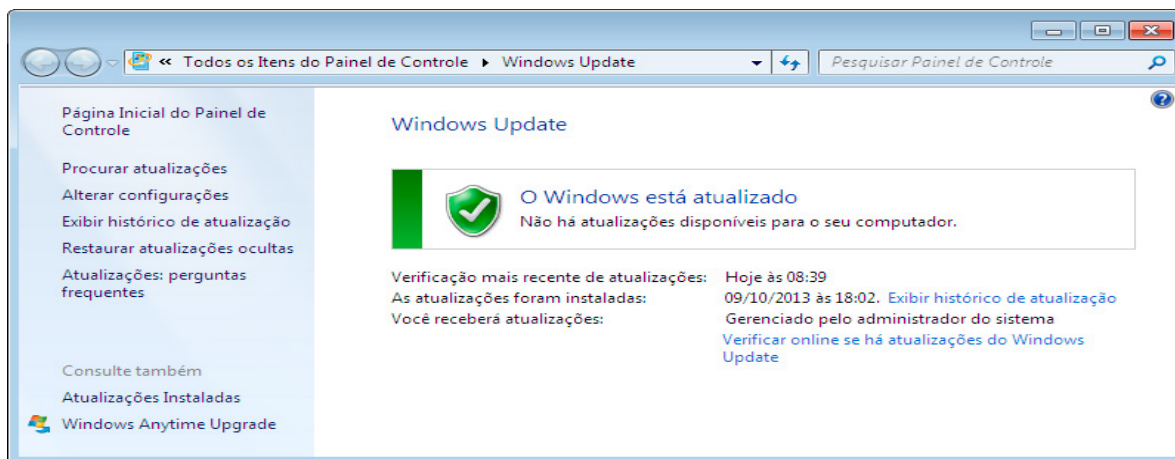 « Todos os Itens do Painel de Controle ▸ Windows Update
Pesquisar Painel de Controle
Página Inicial do Painel de
Controle
Procurar atualizações
Alterar configurações
Exibir histórico de atualização
Restaurar atualizações ocultas
Atualizações: perguntas
frequentes
Consulte também
Atualizações Instaladas
Windows Anytime Upgrade
Windows Update
O Windows está atualizado
Não há atualizações disponíveis para o seu computador.
Verificação mais recente de atualizações: Hoje às 08:39
As atualizações foram instaladas: 09/10/2013 às 18:02. Exibir histórico de atualização
Você receberá atualizações: Gerenciado pelo administrador do sistema
Verificar online se há atualizações do Windows
Update